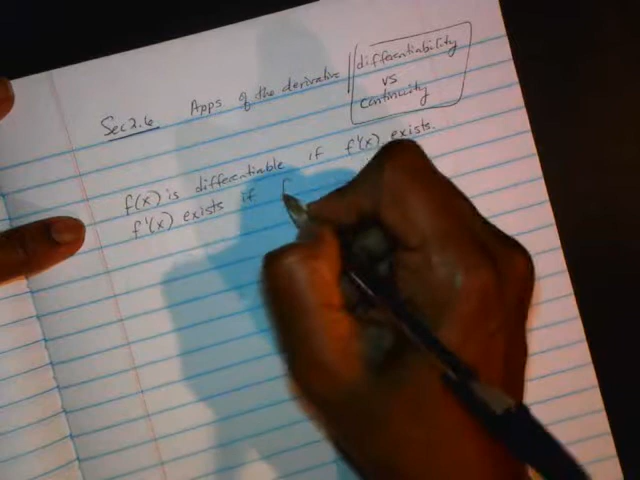 Sec 2.6 Apps of the derivative
differentiability
vs
continuity
f(x) is differentiable if f'(x) exists.
f'(x) exists if